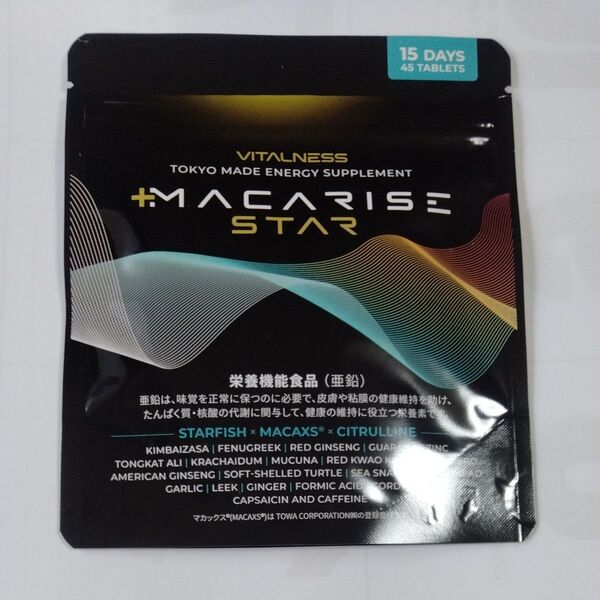 15 DAYS
45 TABLETS
VITALNESS
TOKYO MADE ENERGY SUPPLEMENT
+MACARISE
STAR
栄養機能食品（亜鉛）
亜鉛は、味覚を正常に保つのに必要で、皮膚や粘膜の健康維持を助け、
たんぱく質・核酸の代謝に関与して、健康の維持に役立つ栄養素です。
STARFISH × MACAXS® × CITRULLINE
KIMBAIZASA | FENUGREEK | RED GINSENG | ZINC
TONGKAT ALI | KRACHAIDUM | MUCUNA | RED KWAO
AMERICAN GINSENG | SOFT-SHELLED TURTLE | SEA
GARLIC | LEEK | GINGER | FORMIC ACID
CAPSAICIN AND CAFFEINE
マカックス®(MACAXS®)は TOWA CORPORATION㈱の登録